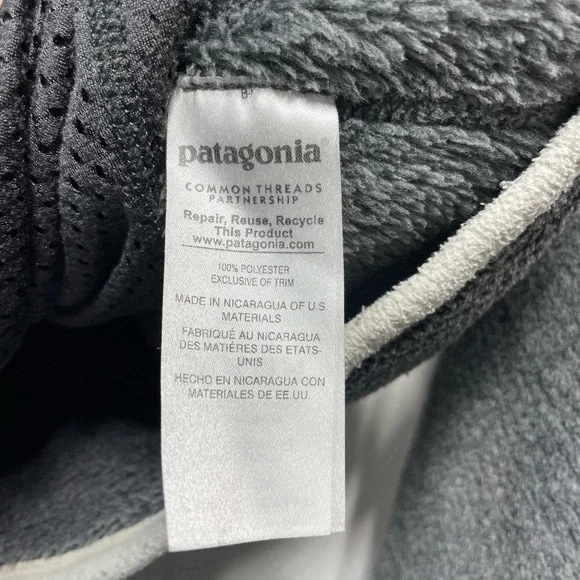 patagonia®
COMMON THREADS
PARTNERSHIP
Repair, Reuse, Recycle
This Product
www.patagonia.com
100% POLYESTER
EXCLUSIVE OF TRIM
MADE IN NICARAGUA OF U.S.
MATERIALS
FABRIQUÉ AU NICARAGUA
DES MATIÈRES DES ETATS-
UNIS
HECHO EN NICARAGUA CON
MATERIALES DE EE.UU.